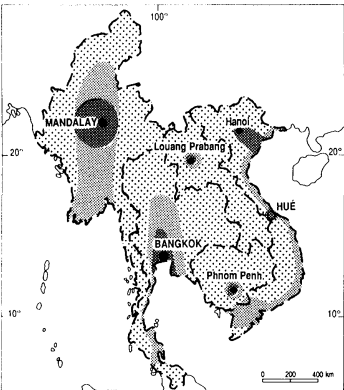 100°
MANDALAY
Hanoi
Louang Prabang
20°
20°
HUÉ
BANGKOK
Phnom Penh
10°
10°
0 200 400 km